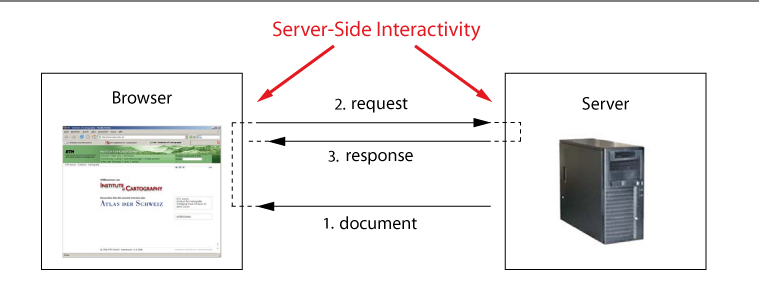 Server-Side Interactivity
Browser
2. request
Server
3. response
INSTITUTE OF CARTOGRAPHY
ATLAS DER SCHWEIZ
1. document